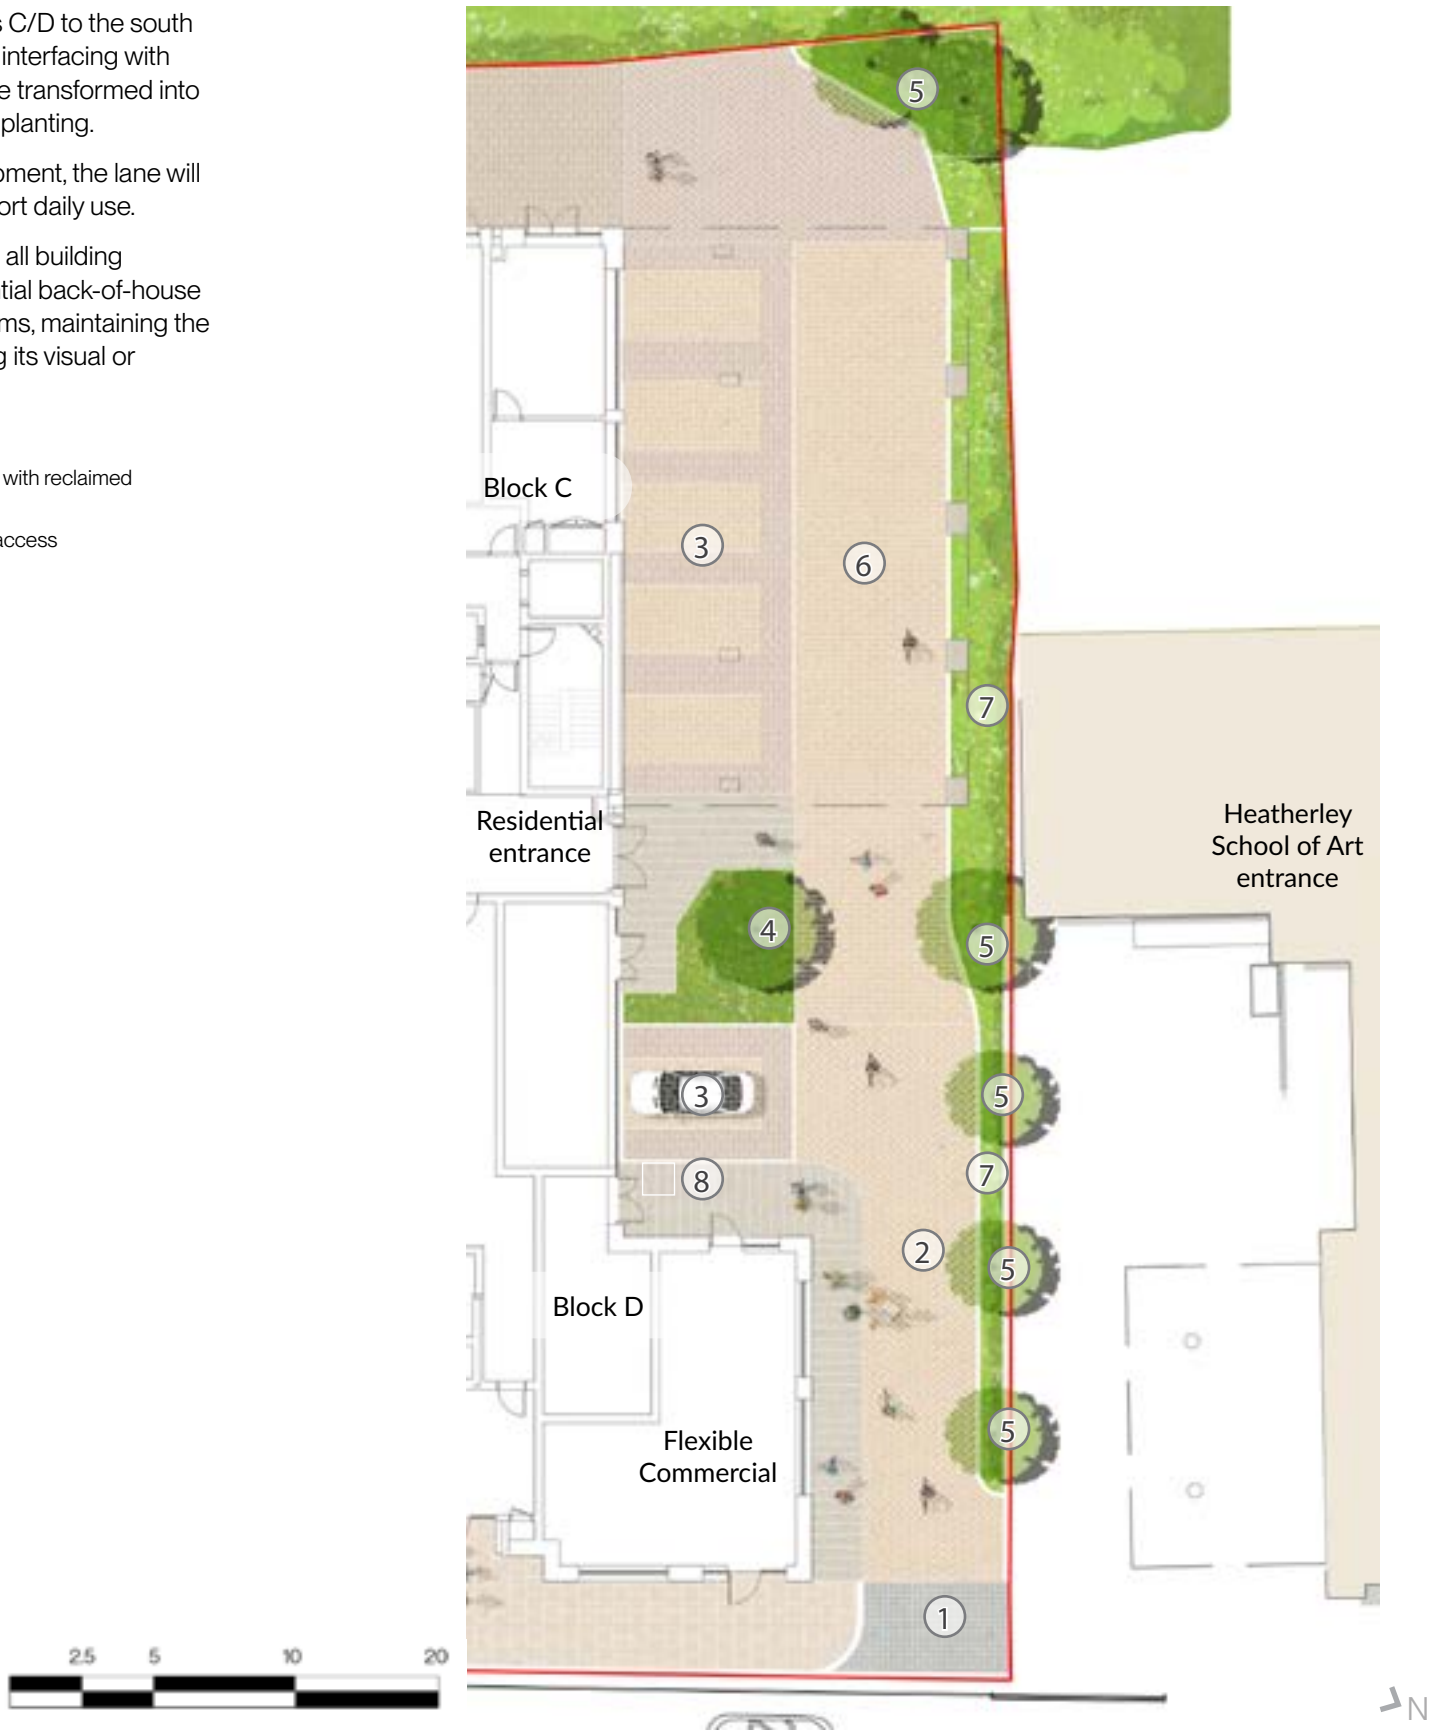 s C/D to the south
interfacing with
e transformed into
planting.
pment, the lane will
ort daily use.
all building
tial back-of-house
ms, maintaining the
g its visual or
with reclaimed
access
5
Block C
3
6
7
Residential
entrance
Heatherley
School of Art
entrance
4
5
3
5
7
8
2
5
Block D
Flexible
Commercial
5
1
2.5 5 10 20
N